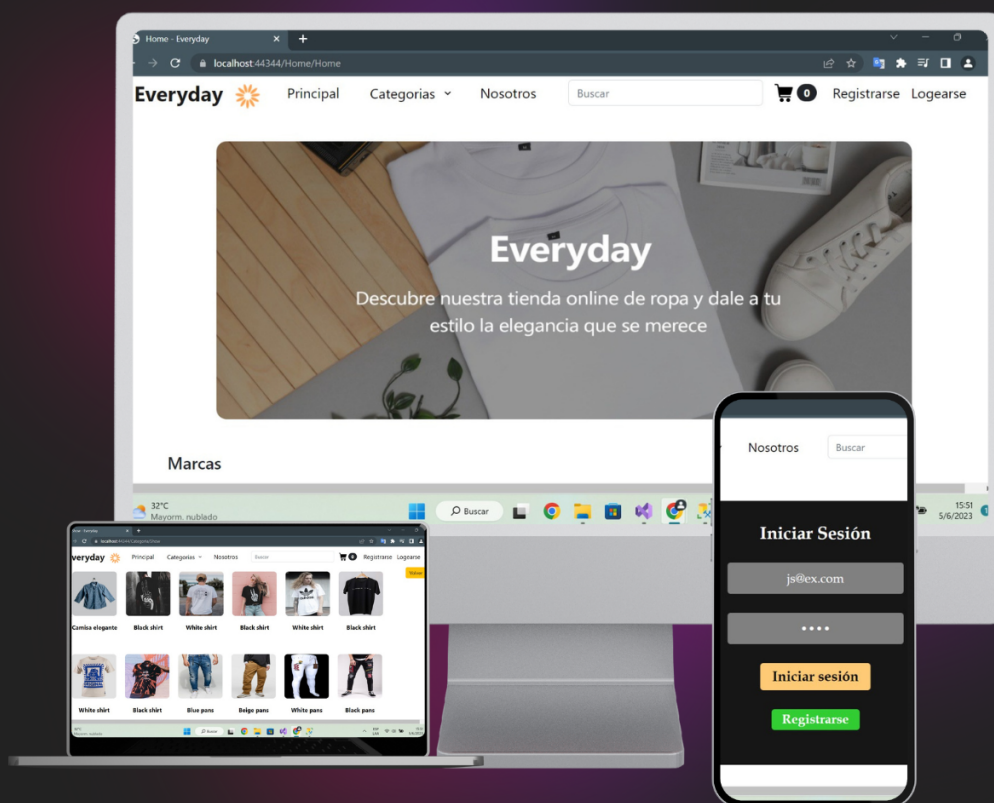 Home - Everyday
localhost:44344/Home/Home
Everyday Principal Categorias Nosotros Buscar 0 Registrarse Logearse
Everyday
Descubre nuestra tienda online de ropa y dale a tu
estilo la elegancia que se merece
Marcas
32°C
Mayorm. nublado
Buscar
15:51
5/6/2023
veryday Principal Categorias Nosotros Buscar 0 Registrarse Logearse
Camisa elegante Black shirt White shirt Black shirt White shirt Black shirt
White shirt Black shirt Blue pans Beige pans White pans Black pans
Buscar
Nosotros Buscar
Iniciar Sesión
js@ex.com
Iniciar sesión
Registrarse